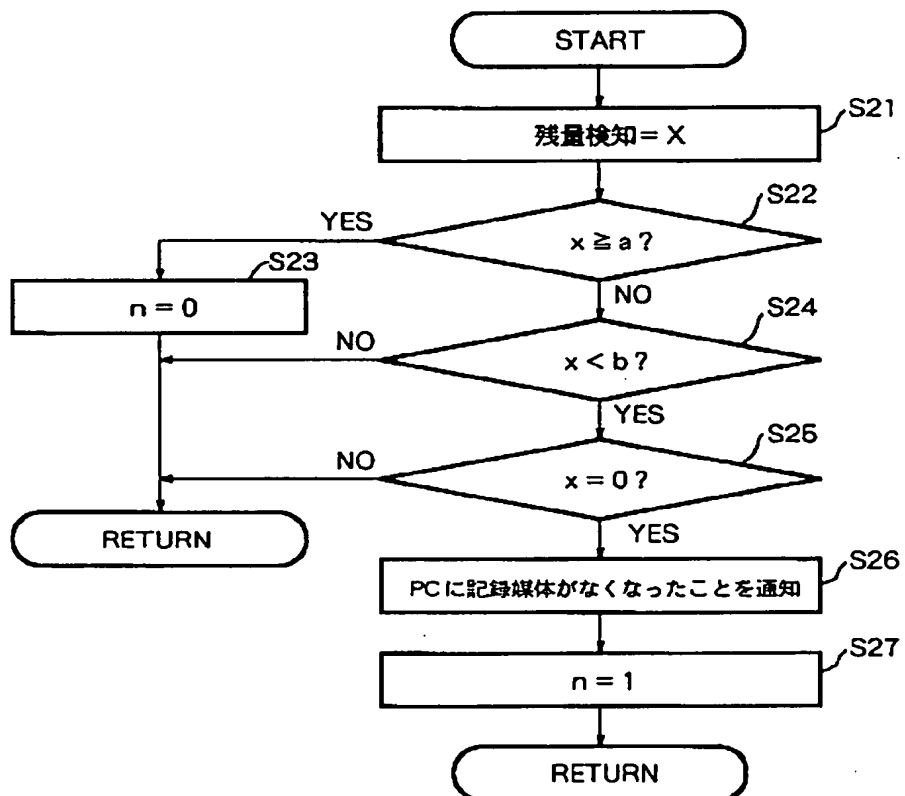 START
S21
残量検知=X
S22
YES
x≧a?
S23
n=0
NO
S24
NO
x<b?
YES
S25
NO
x=0?
YES
RETURN
S26
PCに記録媒体がなくなったことを通知
S27
n=1
RETURN